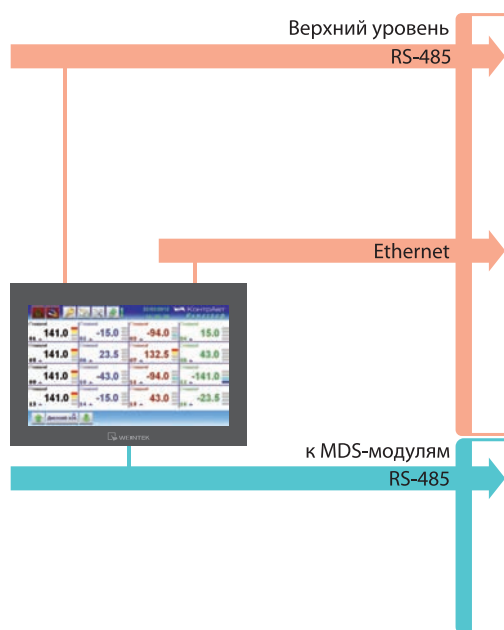 Верхний уровень
RS-485
Ethernet
КонтрАвт
141.0 -15.0 -94.0 15.0
141.0 23.5 132.5 43.0
141.0 -43.0 -94.0 -141.0
141.0 -15.0 43.0 -23.5
WEINTEK
к MDS-модулям
RS-485